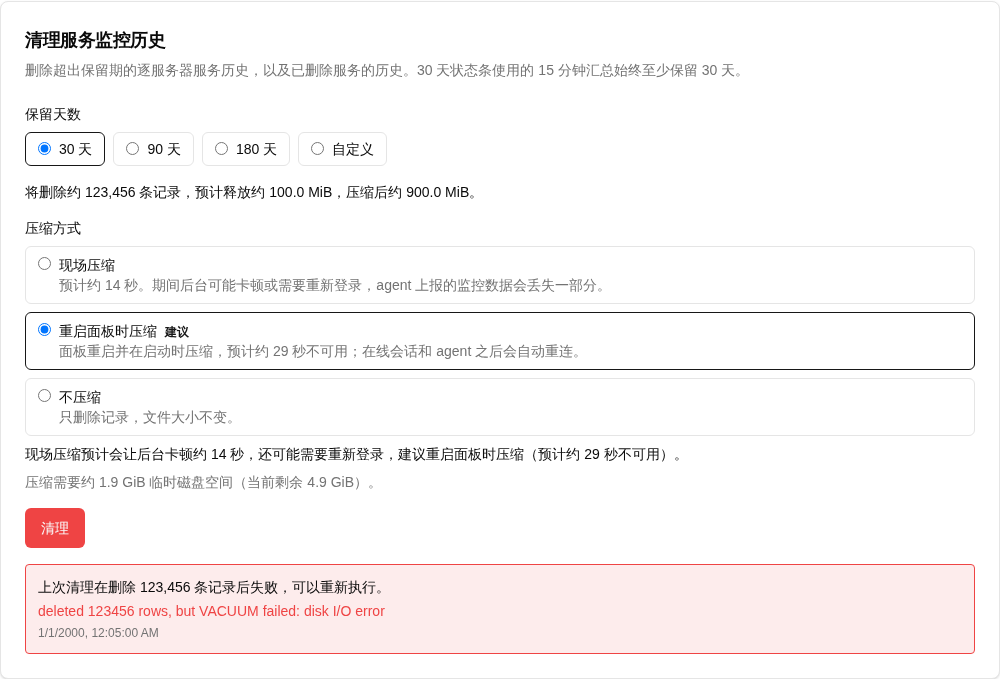 清理服务监控历史
删除超出保留期的逐服务器服务历史，以及已删除服务的历史。30 天状态条使用的 15 分钟汇总始终至少保留 30 天。
保留天数
30 天
90 天
180 天
自定义
将删除约 123,456 条记录，预计释放约 100.0 MiB，压缩后约 900.0 MiB。
压缩方式
现场压缩
预计约 14 秒。期间后台可能卡顿或需要重新登录，agent 上报的监控数据会丢失一部分。
重启面板时压缩 建议
面板重启并在启动时压缩，预计约 29 秒不可用；在线会话和 agent 之后会自动重连。
不压缩
只删除记录，文件大小不变。
现场压缩预计会让后台卡顿约 14 秒，还可能需要重新登录，建议重启面板时压缩（预计约 29 秒不可用）。
压缩需要约 1.9 GiB 临时磁盘空间（当前剩余 4.9 GiB）。
清理
上次清理在删除 123,456 条记录后失败，可以重新执行。
deleted 123456 rows, but VACUUM failed: disk I/O error
1/1/2000, 12:05:00 AM